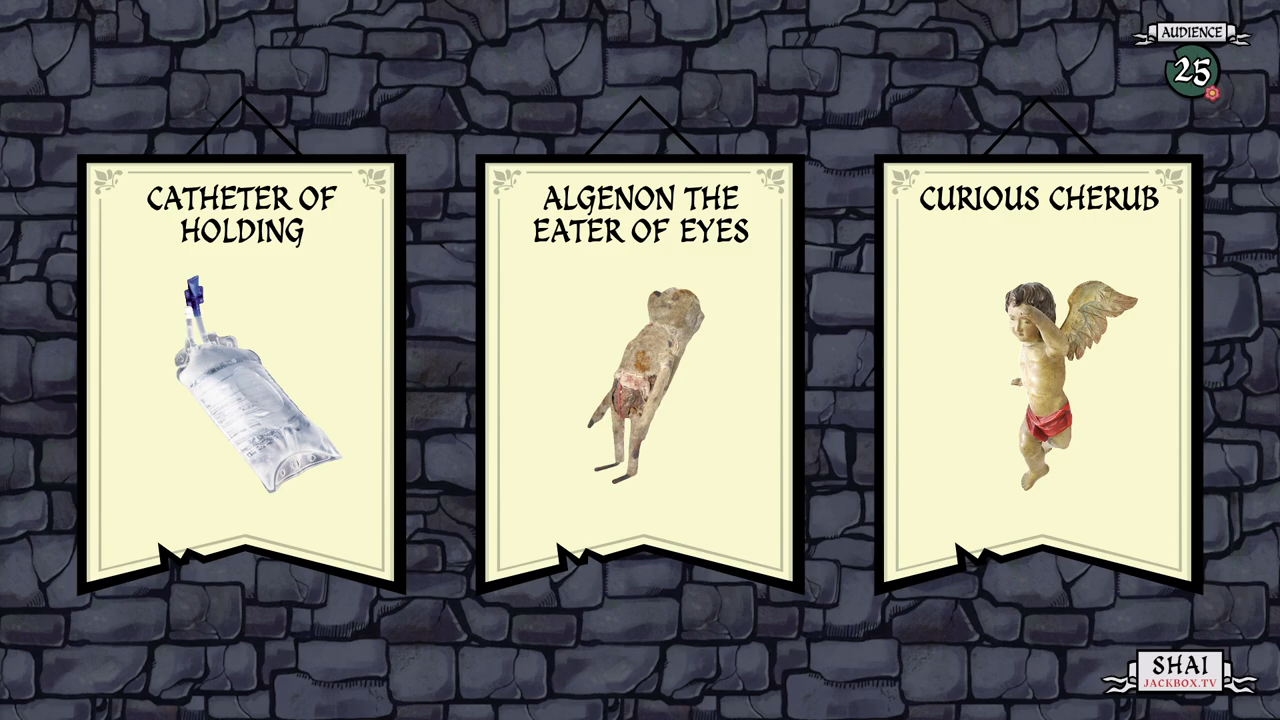 AUDIENCE
25
CATHETER OF
HOLDING
ALGENON THE
EATER OF EYES
CURIOUS CHERUB
SHAI
JACKBOX.TV